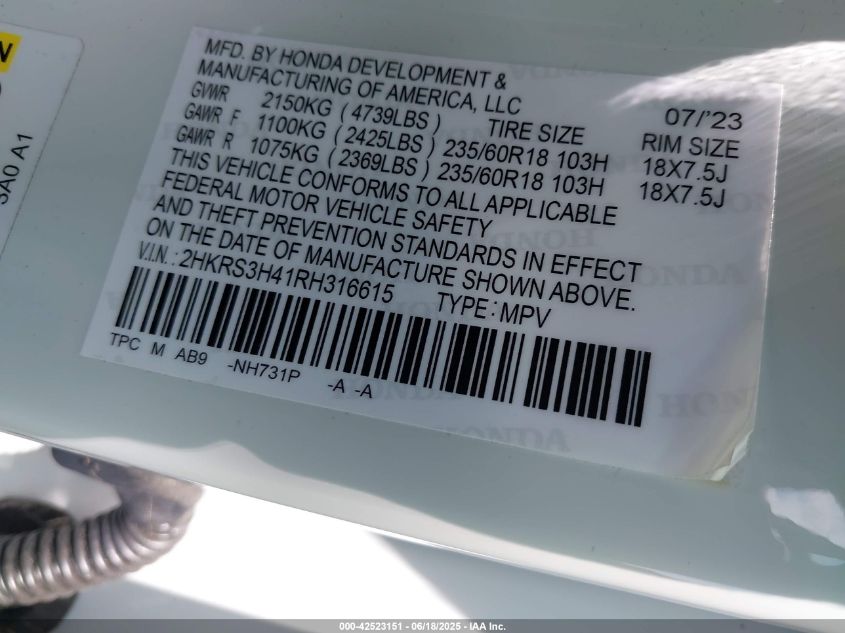 N
3A0 A1
MFD. BY HONDA DEVELOPMENT &
MANUFACTURING OF AMERICA, LLC 07/'23
GVWR 2150KG (4739LBS) TIRE SIZE RIM SIZE
GAWR F 1100KG (2425LBS) 235/60R18 103H 18X7.5J
GAWR R 1075KG (2369LBS) 235/60R18 103H 18X7.5J
THIS VEHICLE CONFORMS TO ALL APPLICABLE
FEDERAL MOTOR VEHICLE SAFETY
AND THEFT PREVENTION STANDARDS IN EFFECT
ON THE DATE OF MANUFACTURE SHOWN ABOVE.
V.I.N.: 2HKRS3H41RH316615 TYPE: MPV
TPC M AB9 -NH731P -A -A
HONDA
000-42523151 - 06/18/2025 - IAA Inc.